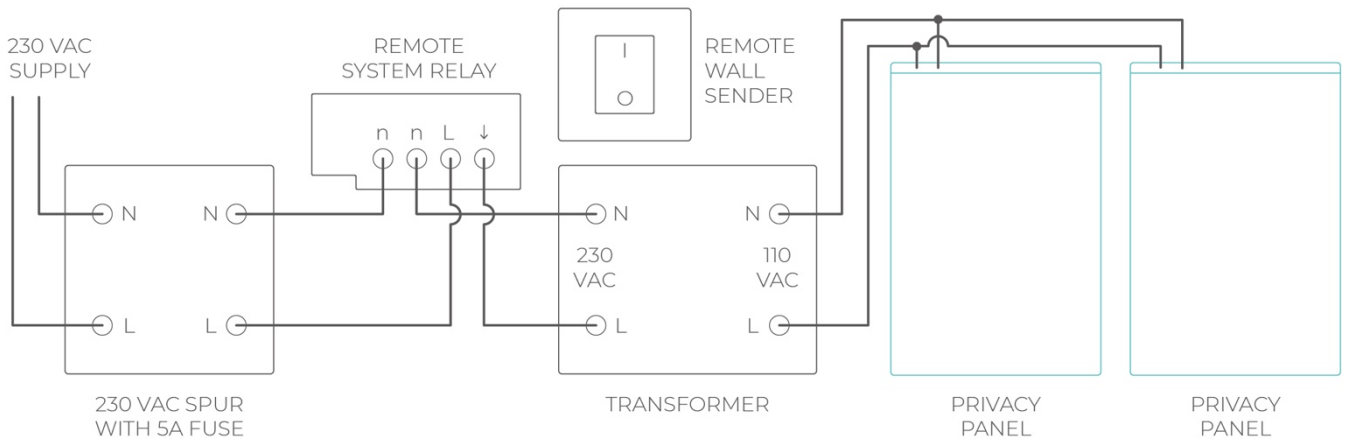 230 VAC
SUPPLY
REMOTE
SYSTEM RELAY
REMOTE
WALL
SENDER
I
O
n n L ↓
N
N
N
N
230
VAC
110
VAC
L
L
L
L
230 VAC SPUR
WITH 5A FUSE
TRANSFORMER
PRIVACY
PANEL
PRIVACY
PANEL